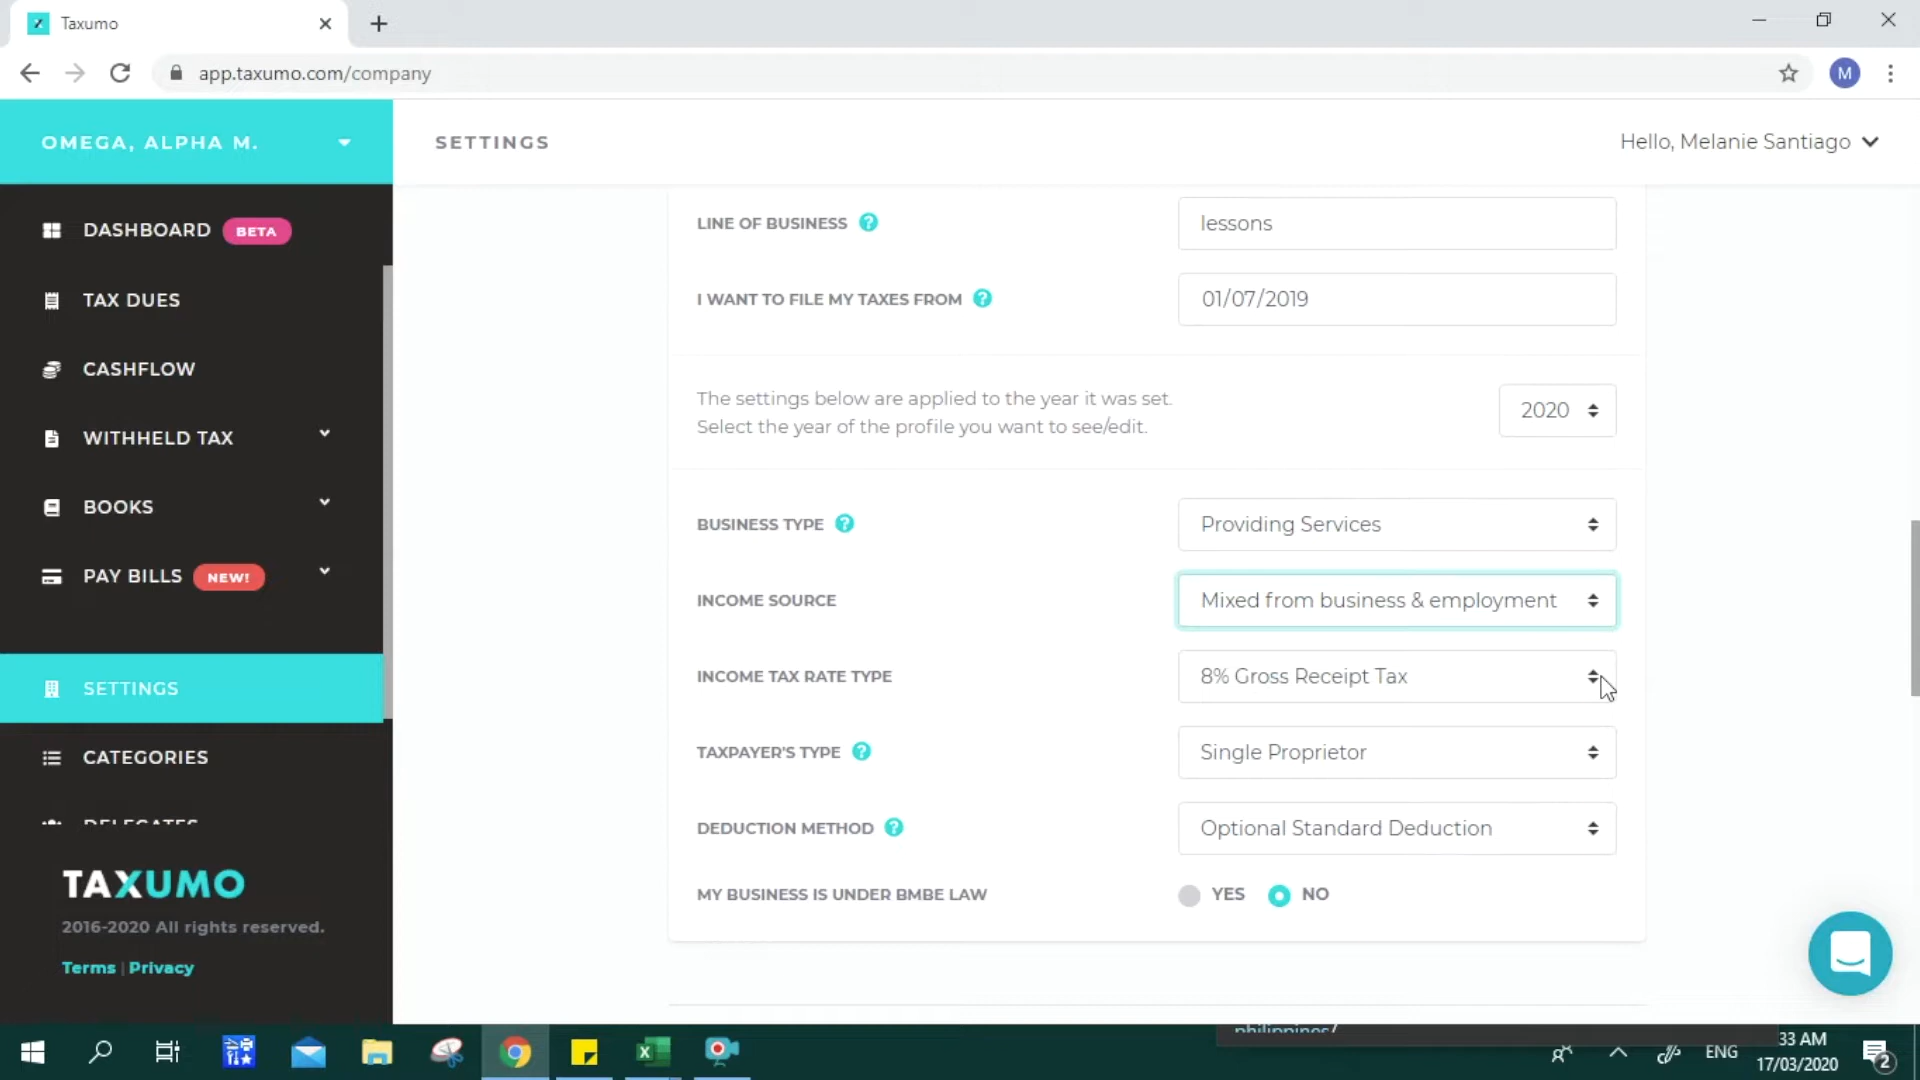 Taxumo
app.taxumo.com/company
M
OMEGA, ALPHA M.
SETTINGS
Hello, Melanie Santiago
DASHBOARD BETA
TAX DUES
CASHFLOW
WITHHELD TAX
BOOKS
PAY BILLS NEW!
SETTINGS
CATEGORIES
DELEGATES
TAXUMO
2016-2020 All rights reserved.
Terms | Privacy
LINE OF BUSINESS ? lessons
I WANT TO FILE MY TAXES FROM ? 01/07/2019
The settings below are applied to the year it was set.
Select the year of the profile you want to see/edit.
2020
BUSINESS TYPE ? Providing Services
INCOME SOURCE Mixed from business & employment
INCOME TAX RATE TYPE 8% Gross Receipt Tax
TAXPAYER'S TYPE ? Single Proprietor
DEDUCTION METHOD ? Optional Standard Deduction
MY BUSINESS IS UNDER BMBE LAW YES NO
philippines/
ENG
33 AM
17/03/2020
2